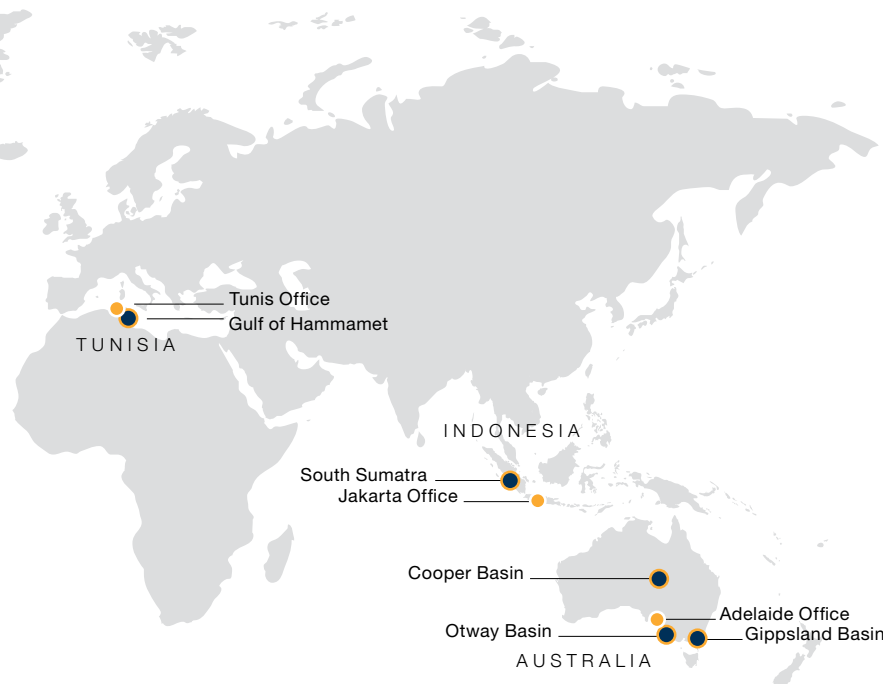 Tunis Office
Gulf of Hammamet
TUNISIA
INDONESIA
South Sumatra
Jakarta Office
Cooper Basin
Adelaide Office
Otway Basin
Gippsland Basin
AUSTRALIA